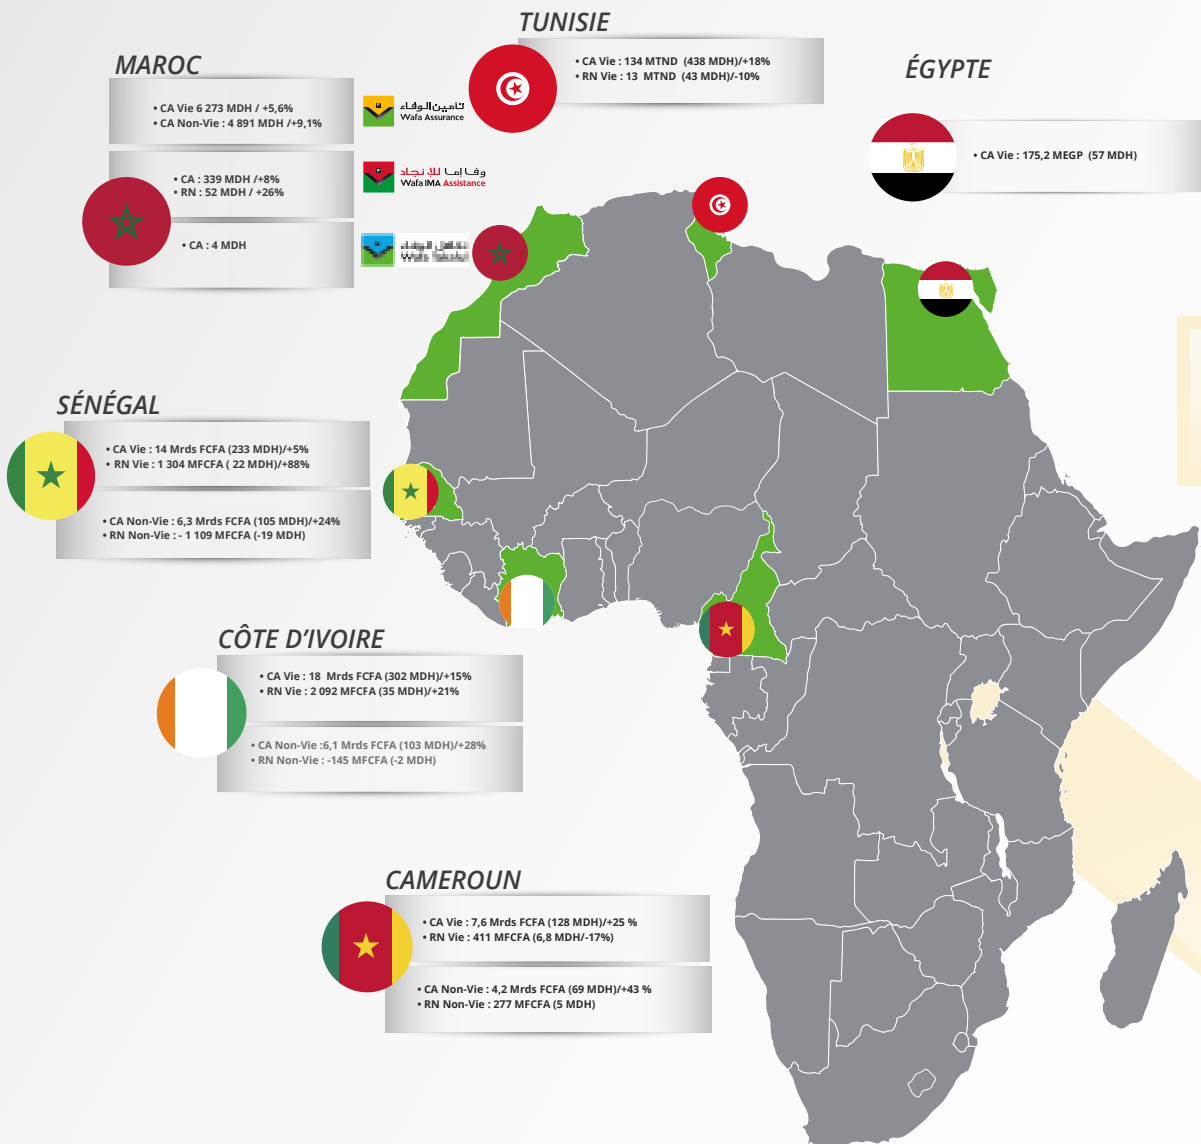 TUNISIE
• CA Vie : 134 MTND (438 MDH)/+18%
• RN Vie : 13 MTND (43 MDH)/-10%
MAROC
• CA Vie 6 273 MDH / +5,6%
• CA Non-Vie : 4 891 MDH /+9,1%
تأمين الوفاء
Wafa Assurance
• CA : 339 MDH /+8%
• RN : 52 MDH / +26%
وفا إما للإنجاد
Wafa IMA Assistance
• CA : 4 MDH
ÉGYPTE
• CA Vie : 175,2 MEGP (57 MDH)
SÉNÉGAL
• CA Vie : 14 Mrds FCFA (233 MDH)/+5%
• RN Vie : 1 304 MFCFA ( 22 MDH)/+88%
• CA Non-Vie : 6,3 Mrds FCFA (105 MDH)/+24%
• RN Non-Vie : - 1 109 MFCFA (-19 MDH)
CÔTE D’IVOIRE
• CA Vie : 18 Mrds FCFA (302 MDH)/+15%
• RN Vie : 2 092 MFCFA (35 MDH)/+21%
• CA Non-Vie :6,1 Mrds FCFA (103 MDH)/+28%
• RN Non-Vie : -145 MFCFA (-2 MDH)
CAMEROUN
• CA Vie : 7,6 Mrds FCFA (128 MDH)/+25 %
• RN Vie : 411 MFCFA (6,8 MDH/-17%)
• CA Non-Vie : 4,2 Mrds FCFA (69 MDH)/+43 %
• RN Non-Vie : 277 MFCFA (5 MDH)